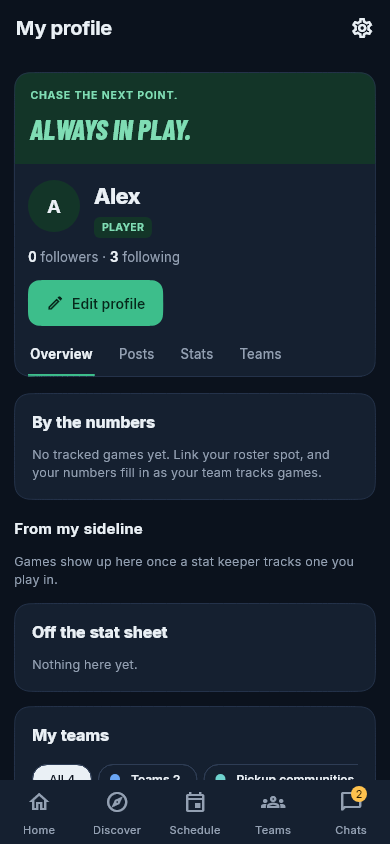 My profile
CHASE THE NEXT POINT.
ALWAYS IN PLAY.
A
Alex
PLAYER
0 followers · 3 following
Edit profile
Overview Posts Stats Teams
By the numbers
No tracked games yet. Link your roster spot, and
your numbers fill in as your team tracks games.
From my sideline
Games show up here once a stat keeper tracks one you
play in.
Off the stat sheet
Nothing here yet.
My teams
All 4 Teams 2 Pickup communities
2
Home Discover Schedule Teams Chats